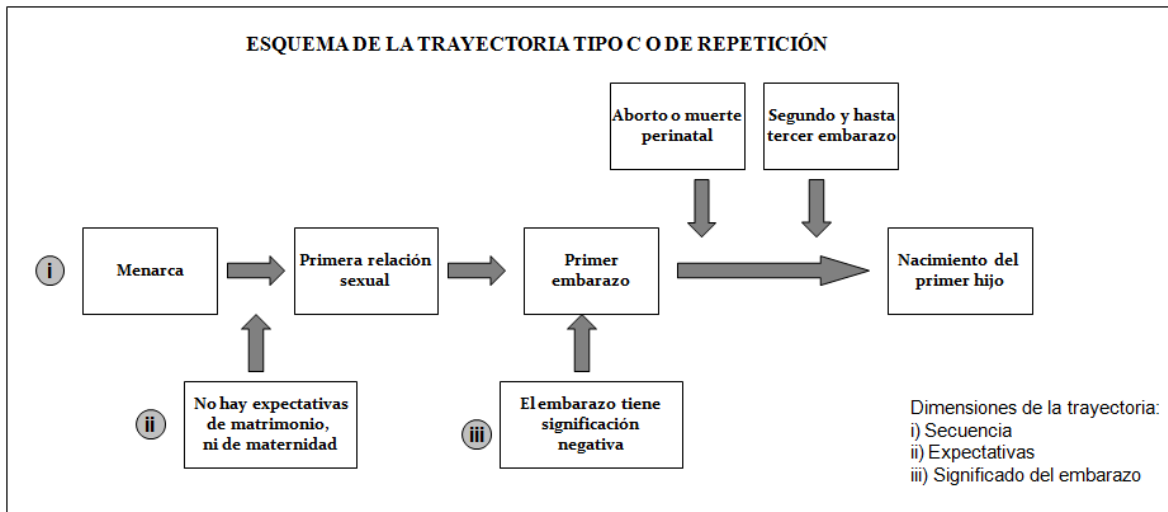 ESQUEMA DE LA TRAYECTORIA TIPO C O DE REPETICIÓN
Aborto o muerte
perinatal
Segundo y hasta
tercer embarazo
i
Menarca
Primera relación
sexual
Primer
embarazo
Nacimiento del
primer hijo
ii
No hay expectativas
de matrimonio,
ni de maternidad
iii
El embarazo tiene
significación
negativa
Dimensiones de la trayectoria:
i) Secuencia
ii) Expectativas
iii) Significado del embarazo